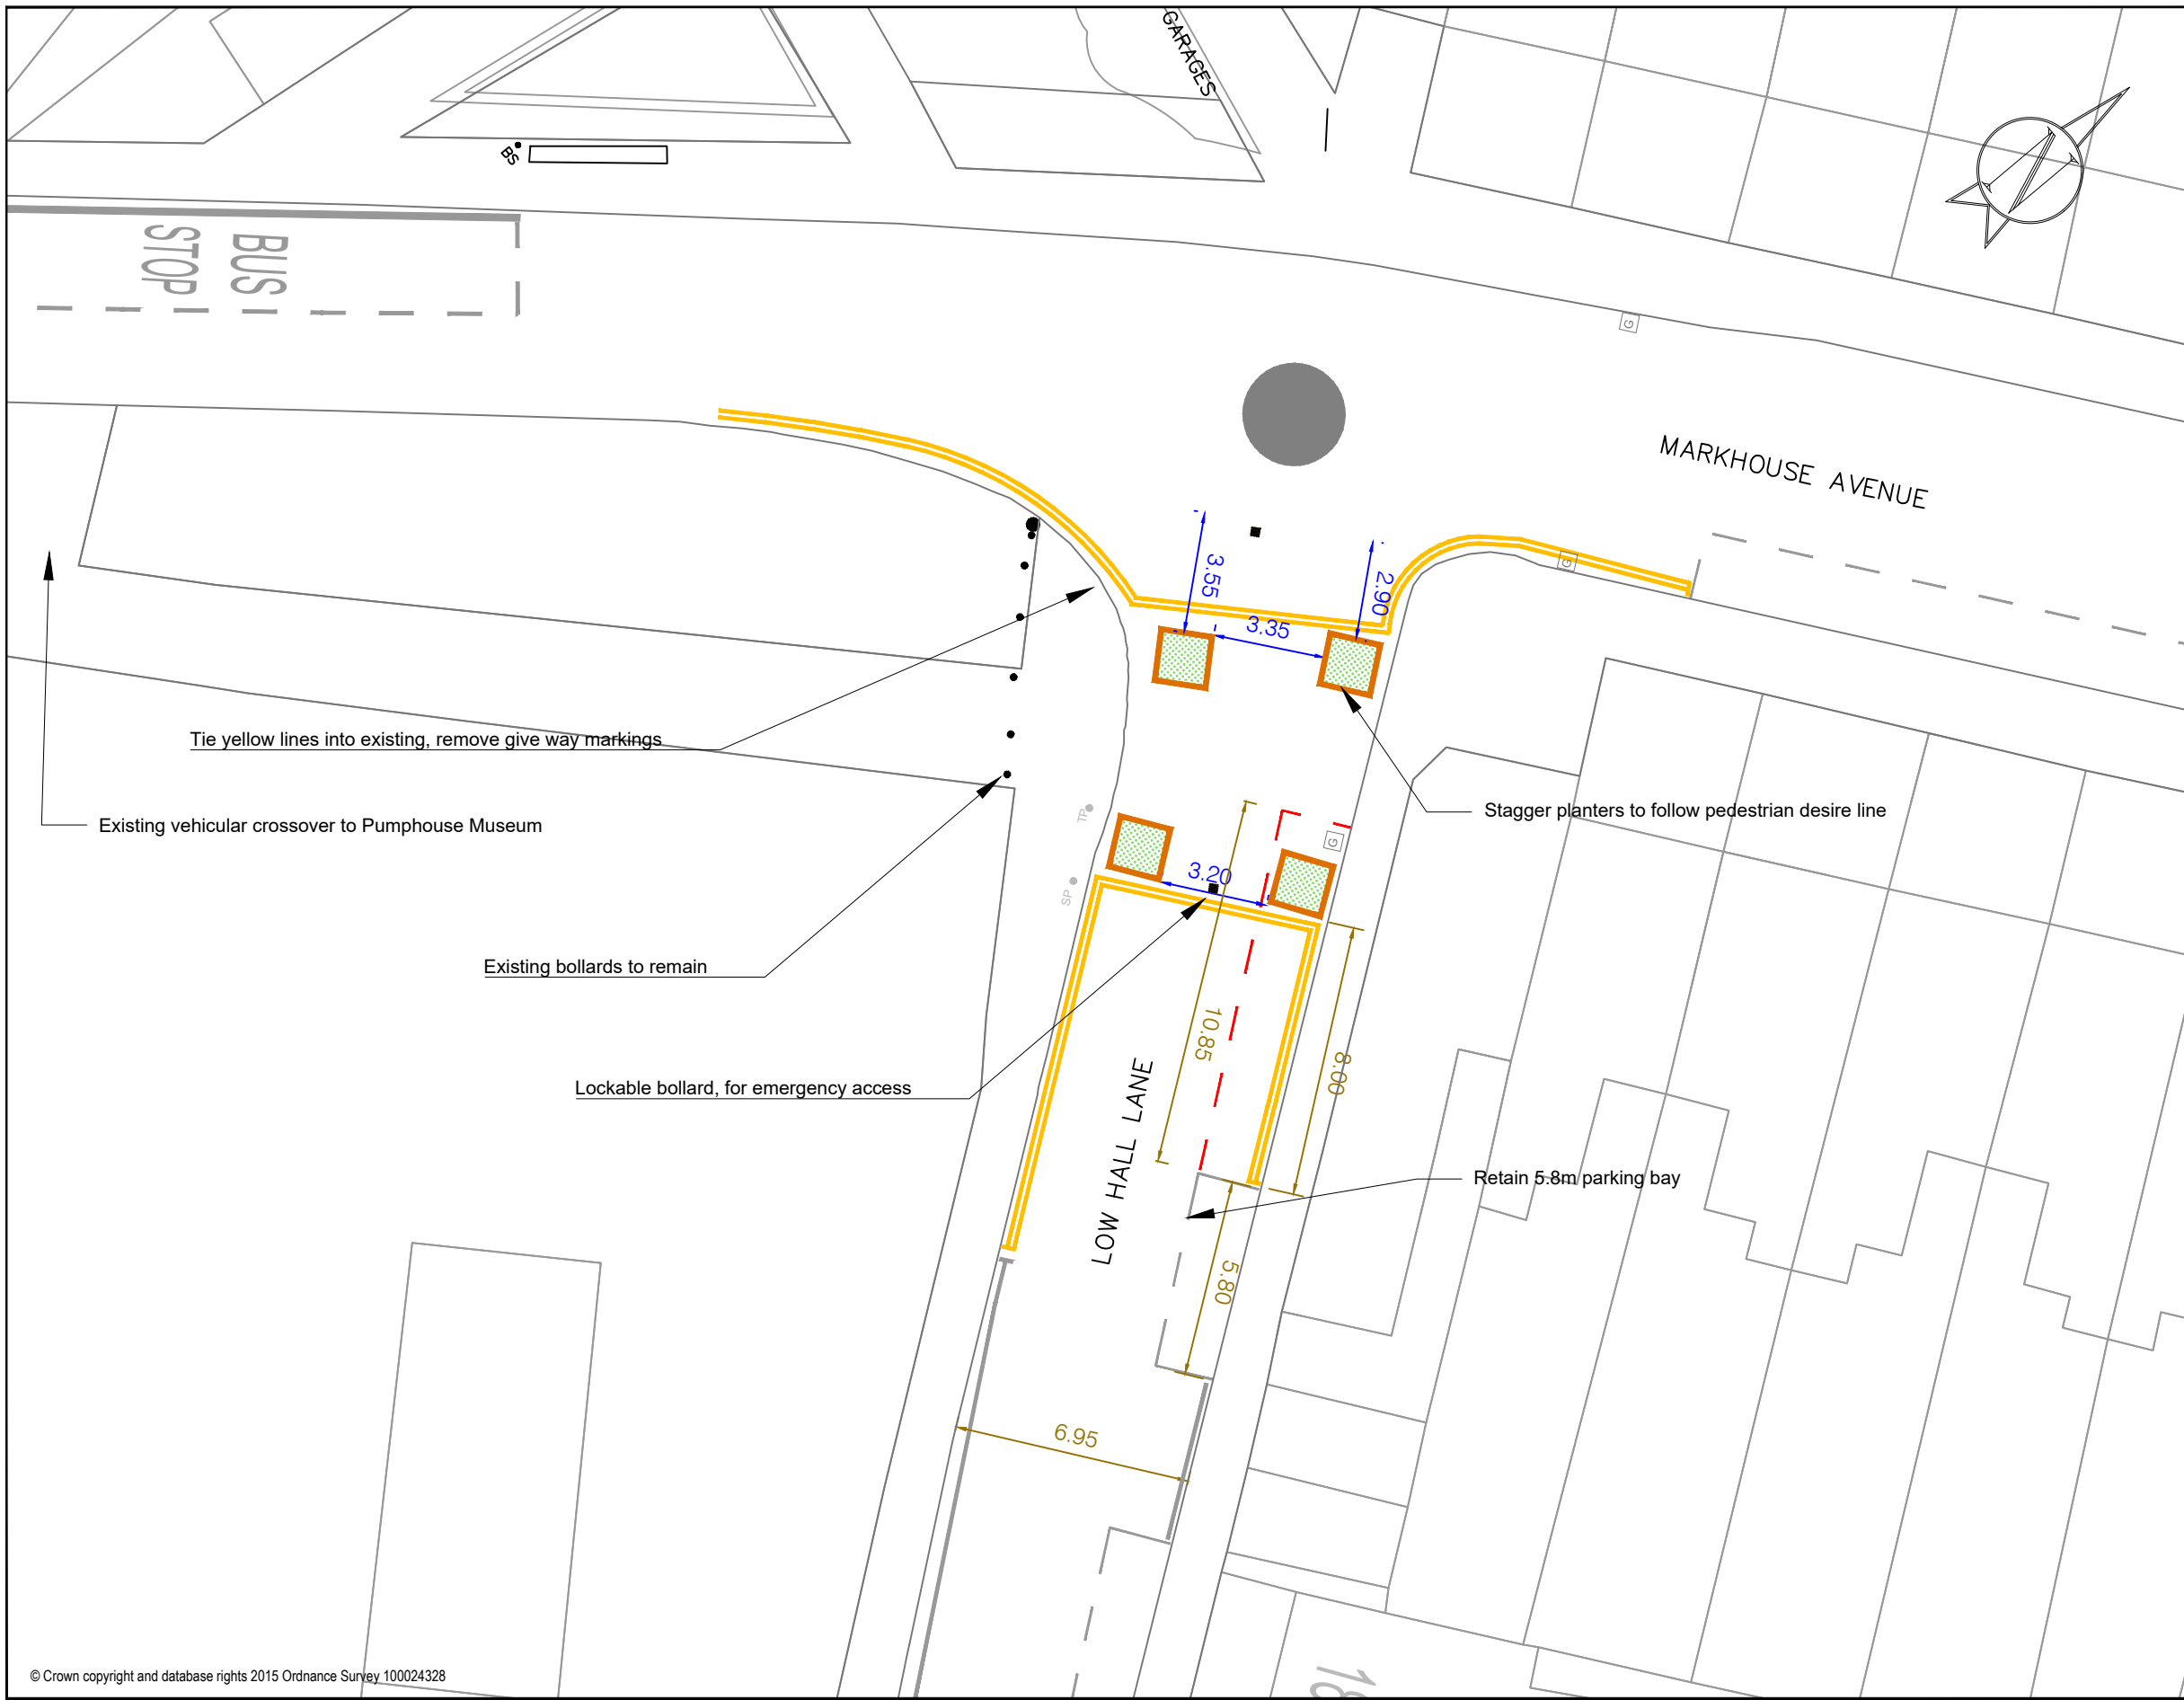 GARAGES
BS
BUS
STOP
G
MARKHOUSE AVENUE
G
3.55
2.90
3.35
Tie yellow lines into existing, remove give way markings
Existing vehicular crossover to Pumphouse Museum
Stagger planters to follow pedestrian desire line
TP
G
SP
3.20
Existing bollards to remain
10.85
8.00
Lockable bollard, for emergency access
LOW HALL LANE
Retain 5.8m parking bay
5.80
6.95
© Crown copyright and database rights 2015 Ordnance Survey 100024328